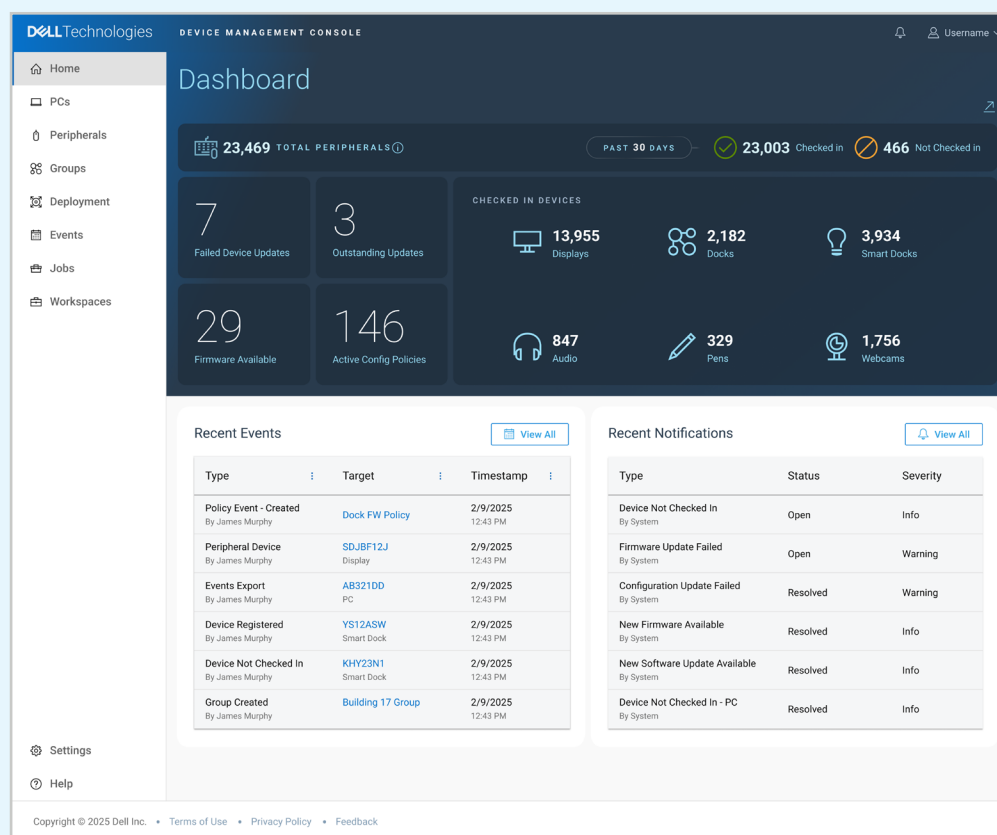 DELLTechnologies
DEVICE MANAGEMENT CONSOLE
Username
Home
PCs
Peripherals
Groups
Deployment
Events
Jobs
Workspaces
Settings
Help
Dashboard
23,469 TOTAL PERIPHERALS
PAST 30 DAYS
23,003 Checked in
466 Not Checked in
7
Failed Device Updates
3
Outstanding Updates
29
Firmware Available
146
Active Config Policies
CHECKED IN DEVICES
13,955
Displays
2,182
Docks
3,934
Smart Docks
847
Audio
329
Pens
1,756
Webcams
Recent Events
View All
Type Target Timestamp
Policy Event - Created Dock FW Policy 2/9/2025
By James Murphy 12:43 PM
Peripheral Device SDJBF12J 2/9/2025
By James Murphy Display 12:43 PM
Events Export AB321DD 2/9/2025
By James Murphy PC 12:43 PM
Device Registered YS12ASW 2/9/2025
By James Murphy Smart Dock 12:43 PM
Device Not Checked In KHY23N1 2/9/2025
By James Murphy Smart Dock 12:43 PM
Group Created Building 17 Group 2/9/2025
By James Murphy 12:43 PM
Recent Notifications
View All
Type Status Severity
Device Not Checked In Open Info
By System
Firmware Update Failed Open Warning
By System
Configuration Update Failed Resolved Warning
By System
New Firmware Available Resolved Info
By System
New Software Update Available Resolved Info
By System
Device Not Checked In - PC Resolved Info
By System
Copyright © 2025 Dell Inc. • Terms of Use • Privacy Policy • Feedback